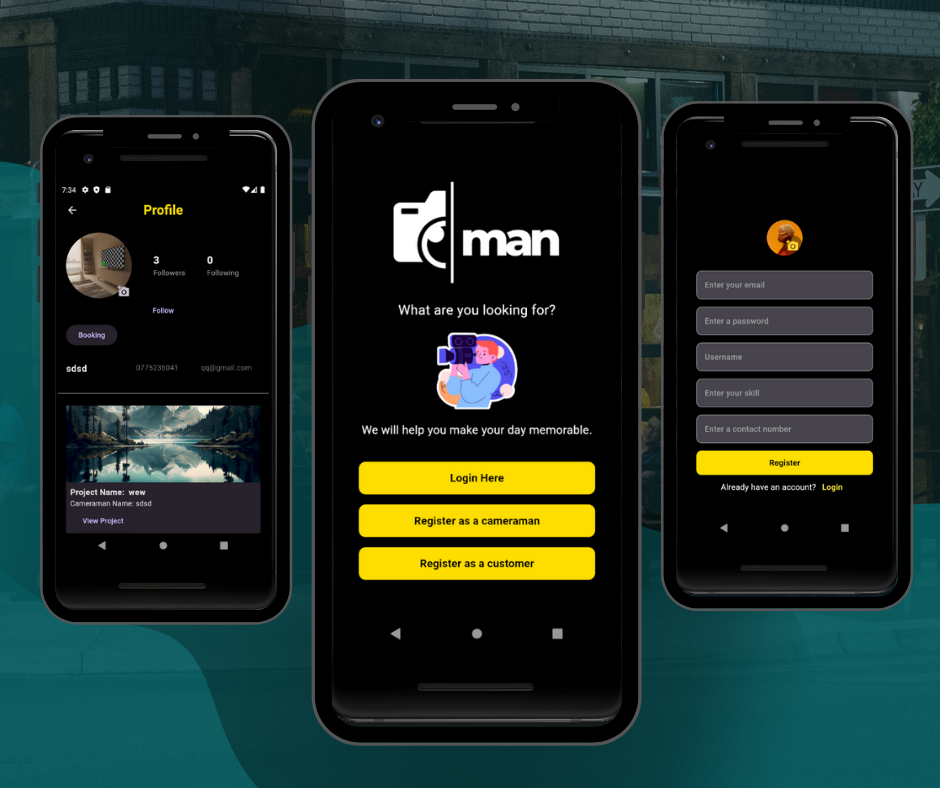 7:34
Profile
3 0
Followers Following
Follow
Booking
sdsd 0775236041 qq@gmail.com
Project Name: wew
Cameraman Name: sdsd
View Project
man
What are you looking for?
We will help you make your day memorable.
Login Here
Register as a cameraman
Register as a customer
Enter your email
Enter a password
Username
Enter your skill
Enter a contact number
Register
Already have an account? Login